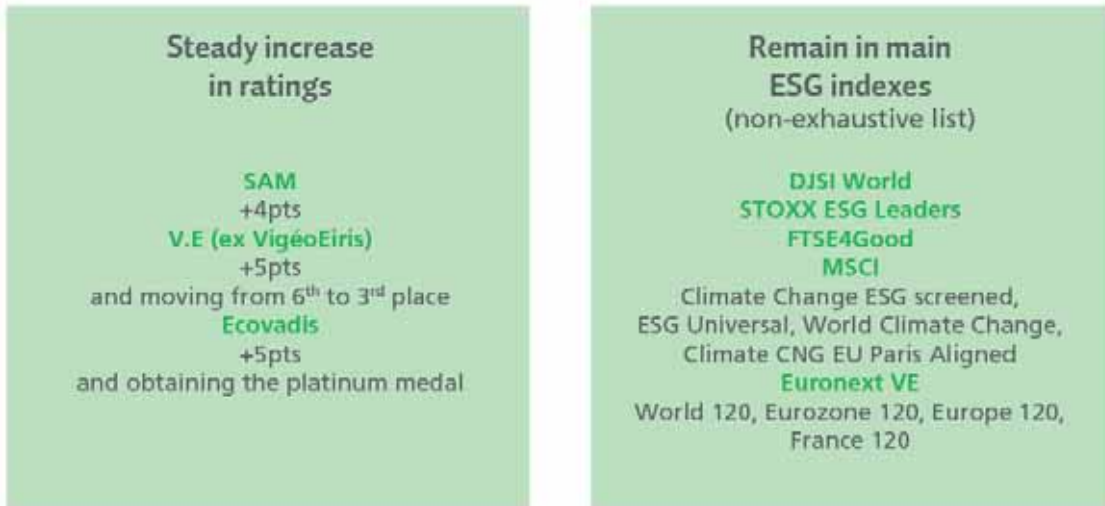 Steady increase
in ratings
SAM
+4pts
V.E (ex VigéoEiris)
+5pts
and moving from 6th to 3rd place
Ecovadis
+5pts
and obtaining the platinum medal
Remain in main
ESG indexes
(non-exhaustive list)
DJSI World
STOXX ESG Leaders
FTSE4Good
MSCI
Climate Change ESG screened,
ESG Universal, World Climate Change,
Climate CNG EU Paris Aligned
Euronext VE
World 120, Eurozone 120, Europe 120,
France 120